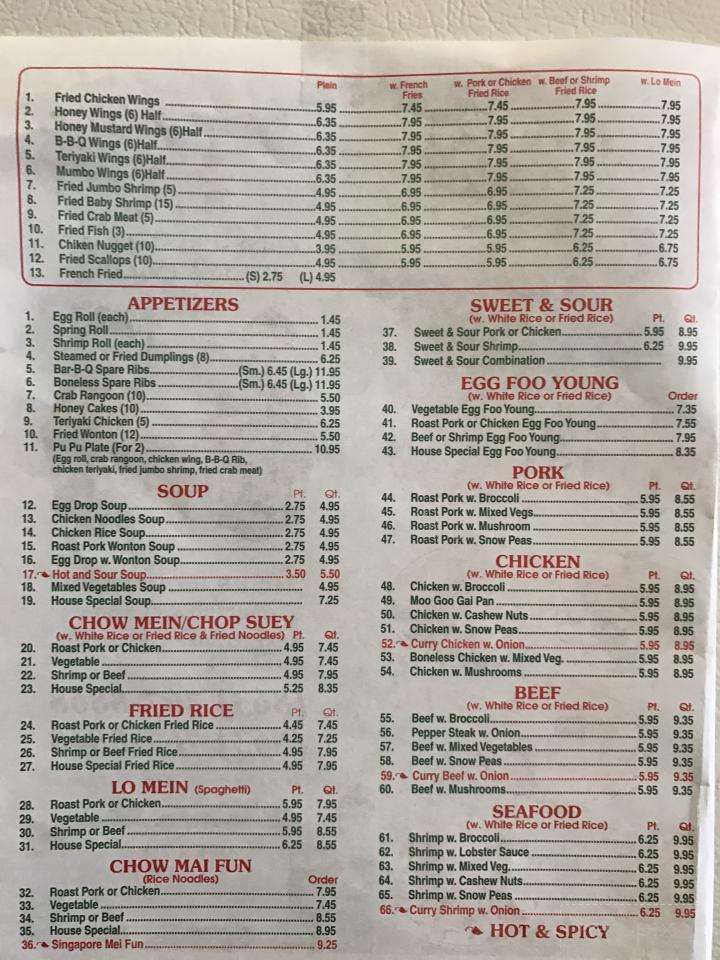 Plain w. French Fries w. Pork or Chicken Fried Rice w. Beef or Shrimp Fried Rice w. Lo Mein
1. Fried Chicken Wings 5.95 7.45 7.45 7.95 7.95
2. Honey Wings (6) Half 6.35 7.95 7.95 7.95 7.95
3. Honey Mustard Wings (6)Half 6.35 7.95 7.95 7.95 7.95
4. B-B-Q Wings (6)Half 6.35 7.95 7.95 7.95 7.95
5. Teriyaki Wings (6)Half 6.35 7.95 7.95 7.95 7.95
6. Mumbo Wings (6)Half 6.35 7.95 7.95 7.95 7.95
7. Fried Jumbo Shrimp (5) 4.95 6.95 6.95 7.25 7.25
8. Fried Baby Shrimp (15) 4.95 6.95 6.95 7.25 7.25
9. Fried Crab Meat (5) 4.95 6.95 6.95 7.25 7.25
10. Fried Fish (3) 4.95 6.95 6.95 7.25 7.25
11. Chiken Nugget (10) 3.95 5.95 5.95 6.25 6.75
12. Fried Scallops (10) 4.95 5.95 5.95 6.25 6.75
13. French Fried (S) 2.75 (L) 4.95
APPETIZERS
1. Egg Roll (each) 1.45
2. Spring Roll 1.45
3. Shrimp Roll (each) 1.45
4. Steamed or Fried Dumplings (8) 6.25
5. Bar-B-Q Spare Ribs (Sm.) 6.45 (Lg.) 11.95
6. Boneless Spare Ribs (Sm.) 6.45 (Lg.) 11.95
7. Crab Rangoon (10) 5.50
8. Honey Cakes (10) 3.95
9. Teriyaki Chicken (5) 6.25
10. Fried Wonton (12) 5.50
11. Pu Pu Plate (For 2) 10.95
(Egg roll, crab rangoon, chicken wing, B-B-Q Rib,
chicken teriyaki, fried jumbo shrimp, fried crab meat)
SOUP Pt. Qt.
12. Egg Drop Soup 2.75 4.95
13. Chicken Noodles Soup 2.75 4.95
14. Chicken Rice Soup 2.75 4.95
15. Roast Pork Wonton Soup 2.75 4.95
16. Egg Drop w. Wonton Soup 2.75 4.95
17. Hot and Sour Soup 3.50 5.50
18. Mixed Vegetables Soup 4.95
19. House Special Soup 7.25
CHOW MEIN/CHOP SUEY
(w. White Rice or Fried Rice & Fried Noodles) Pt. Qt.
20. Roast Pork or Chicken 4.95 7.45
21. Vegetable 4.95 7.45
22. Shrimp or Beef 4.95 7.95
23. House Special 5.25 8.35
FRIED RICE Pt. Qt.
24. Roast Pork or Chicken Fried Rice 4.45 7.45
25. Vegetable Fried Rice 4.25 7.25
26. Shrimp or Beef Fried Rice 4.95 7.95
27. House Special Fried Rice 4.95 7.95
LO MEIN (Spaghetti) Pt. Qt.
28. Roast Pork or Chicken 5.95 7.95
29. Vegetable 4.95 7.45
30. Shrimp or Beef 5.95 8.55
31. House Special 6.25 8.55
CHOW MAI FUN
(Rice Noodles) Order
32. Roast Pork or Chicken 7.95
33. Vegetable 7.45
34. Shrimp or Beef 8.55
35. House Special 8.95
36. Singapore Mei Fun 9.25
SWEET & SOUR
(w. White Rice or Fried Rice) Pt. Qt.
37. Sweet & Sour Pork or Chicken 5.95 8.95
38. Sweet & Sour Shrimp 6.25 9.95
39. Sweet & Sour Combination 9.95
EGG FOO YOUNG
(w. White Rice or Fried Rice) Order
40. Vegetable Egg Foo Young 7.35
41. Roast Pork or Chicken Egg Foo Young 7.55
42. Beef or Shrimp Egg Foo Young 7.95
43. House Special Egg Foo Young 8.35
PORK
(w. White Rice or Fried Rice) Pt. Qt.
44. Roast Pork w. Broccoli 5.95 8.55
45. Roast Pork w. Mixed Vegs 5.95 8.55
46. Roast Pork w. Mushroom 5.95 8.55
47. Roast Pork w. Snow Peas 5.95 8.55
CHICKEN
(w. White Rice or Fried Rice) Pt. Qt.
48. Chicken w. Broccoli 5.95 8.95
49. Moo Goo Gai Pan 5.95 8.95
50. Chicken w. Cashew Nuts 5.95 8.95
51. Chicken w. Snow Peas 5.95 8.95
52. Curry Chicken w. Onion 5.95 8.95
53. Boneless Chicken w. Mixed Veg. 5.95 8.95
54. Chicken w. Mushrooms 5.95 8.95
BEEF
(w. White Rice or Fried Rice) Pt. Qt.
55. Beef w. Broccoli 5.95 9.35
56. Pepper Steak w. Onion 5.95 9.35
57. Beef w. Mixed Vegetables 5.95 9.35
58. Beef w. Snow Peas 5.95 9.35
59. Curry Beef w. Onion 5.95 9.35
60. Beef w. Mushrooms 5.95 9.35
SEAFOOD
(w. White Rice or Fried Rice) Pt. Qt.
61. Shrimp w. Broccoli 6.25 9.95
62. Shrimp w. Lobster Sauce 6.25 9.95
63. Shrimp w. Mixed Veg. 6.25 9.95
64. Shrimp w. Cashew Nuts 6.25 9.95
65. Shrimp w. Snow Peas 6.25 9.95
66. Curry Shrimp w. Onion 6.25 9.95
HOT & SPICY